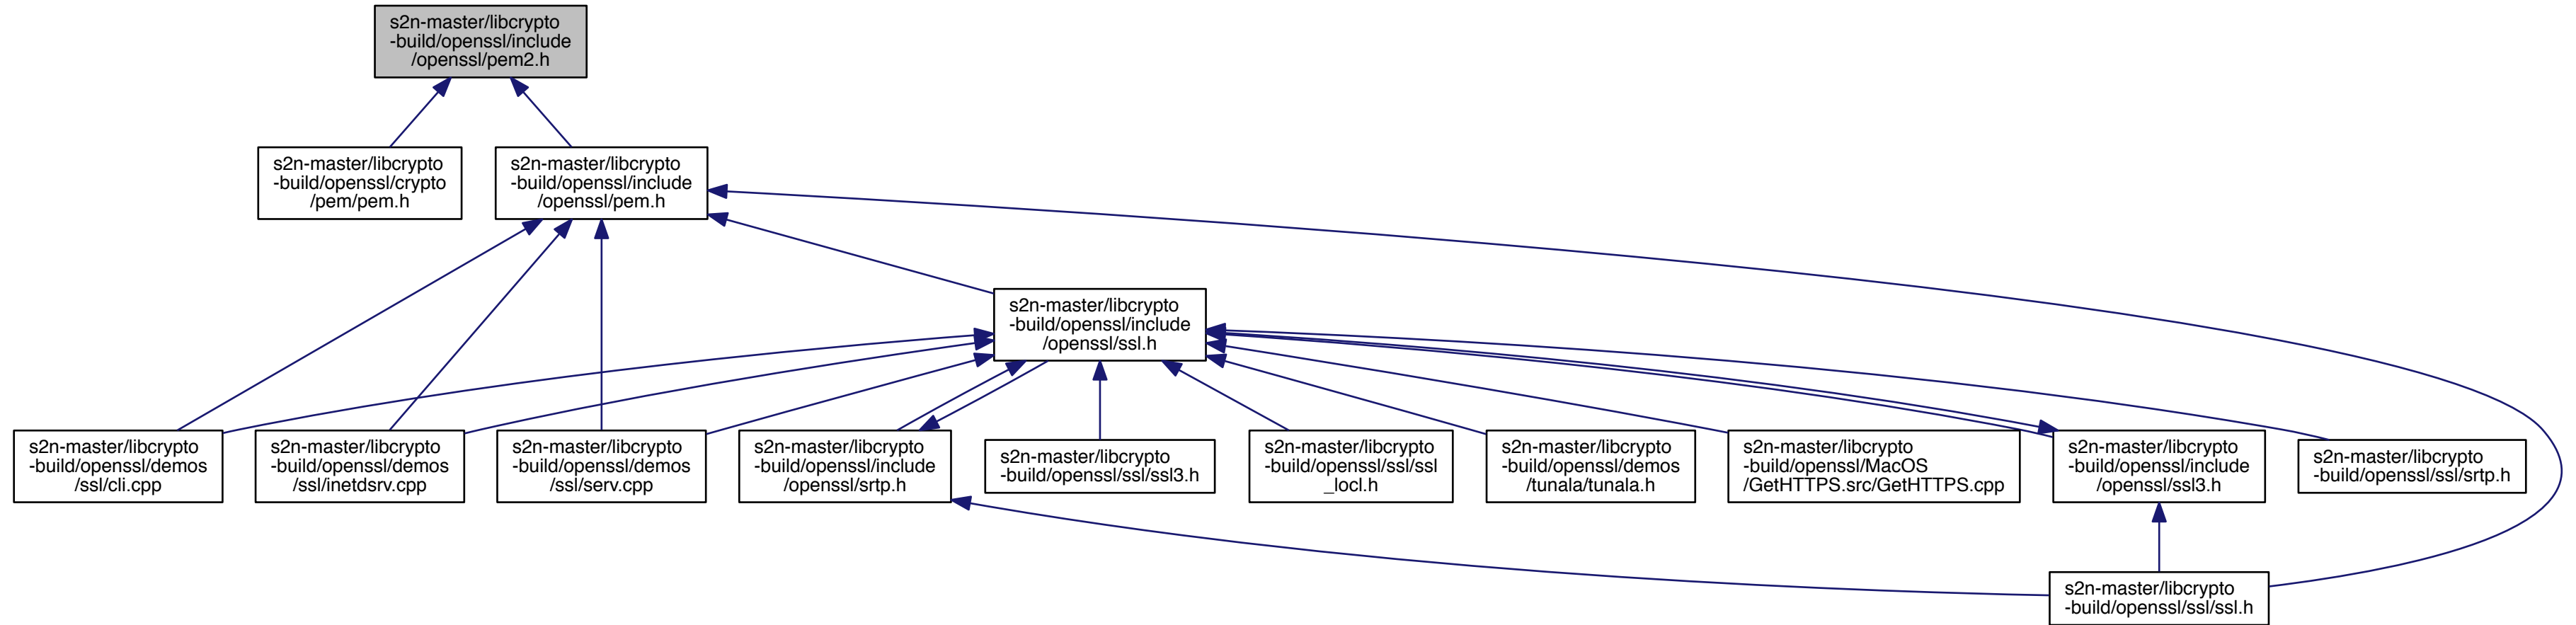 s2n-master/libcrypto
-build/openssl/include
/openssl/pem2.h
s2n-master/libcrypto
-build/openssl/crypto
/pem/pem.h
s2n-master/libcrypto
-build/openssl/include
/openssl/pem.h
s2n-master/libcrypto
-build/openssl/include
/openssl/ssl.h
s2n-master/libcrypto
-build/openssl/demos
/ssl/cli.cpp
s2n-master/libcrypto
-build/openssl/demos
/ssl/inetdsrv.cpp
s2n-master/libcrypto
-build/openssl/demos
/ssl/serv.cpp
s2n-master/libcrypto
-build/openssl/include
/openssl/srtp.h
s2n-master/libcrypto
-build/openssl/ssl/ssl3.h
s2n-master/libcrypto
-build/openssl/ssl/ssl
_locl.h
s2n-master/libcrypto
-build/openssl/demos
/tunala/tunala.h
s2n-master/libcrypto
-build/openssl/MacOS
/GetHTTPS.src/GetHTTPS.cpp
s2n-master/libcrypto
-build/openssl/include
/openssl/ssl3.h
s2n-master/libcrypto
-build/openssl/ssl/srtp.h
s2n-master/libcrypto
-build/openssl/ssl/ssl.h